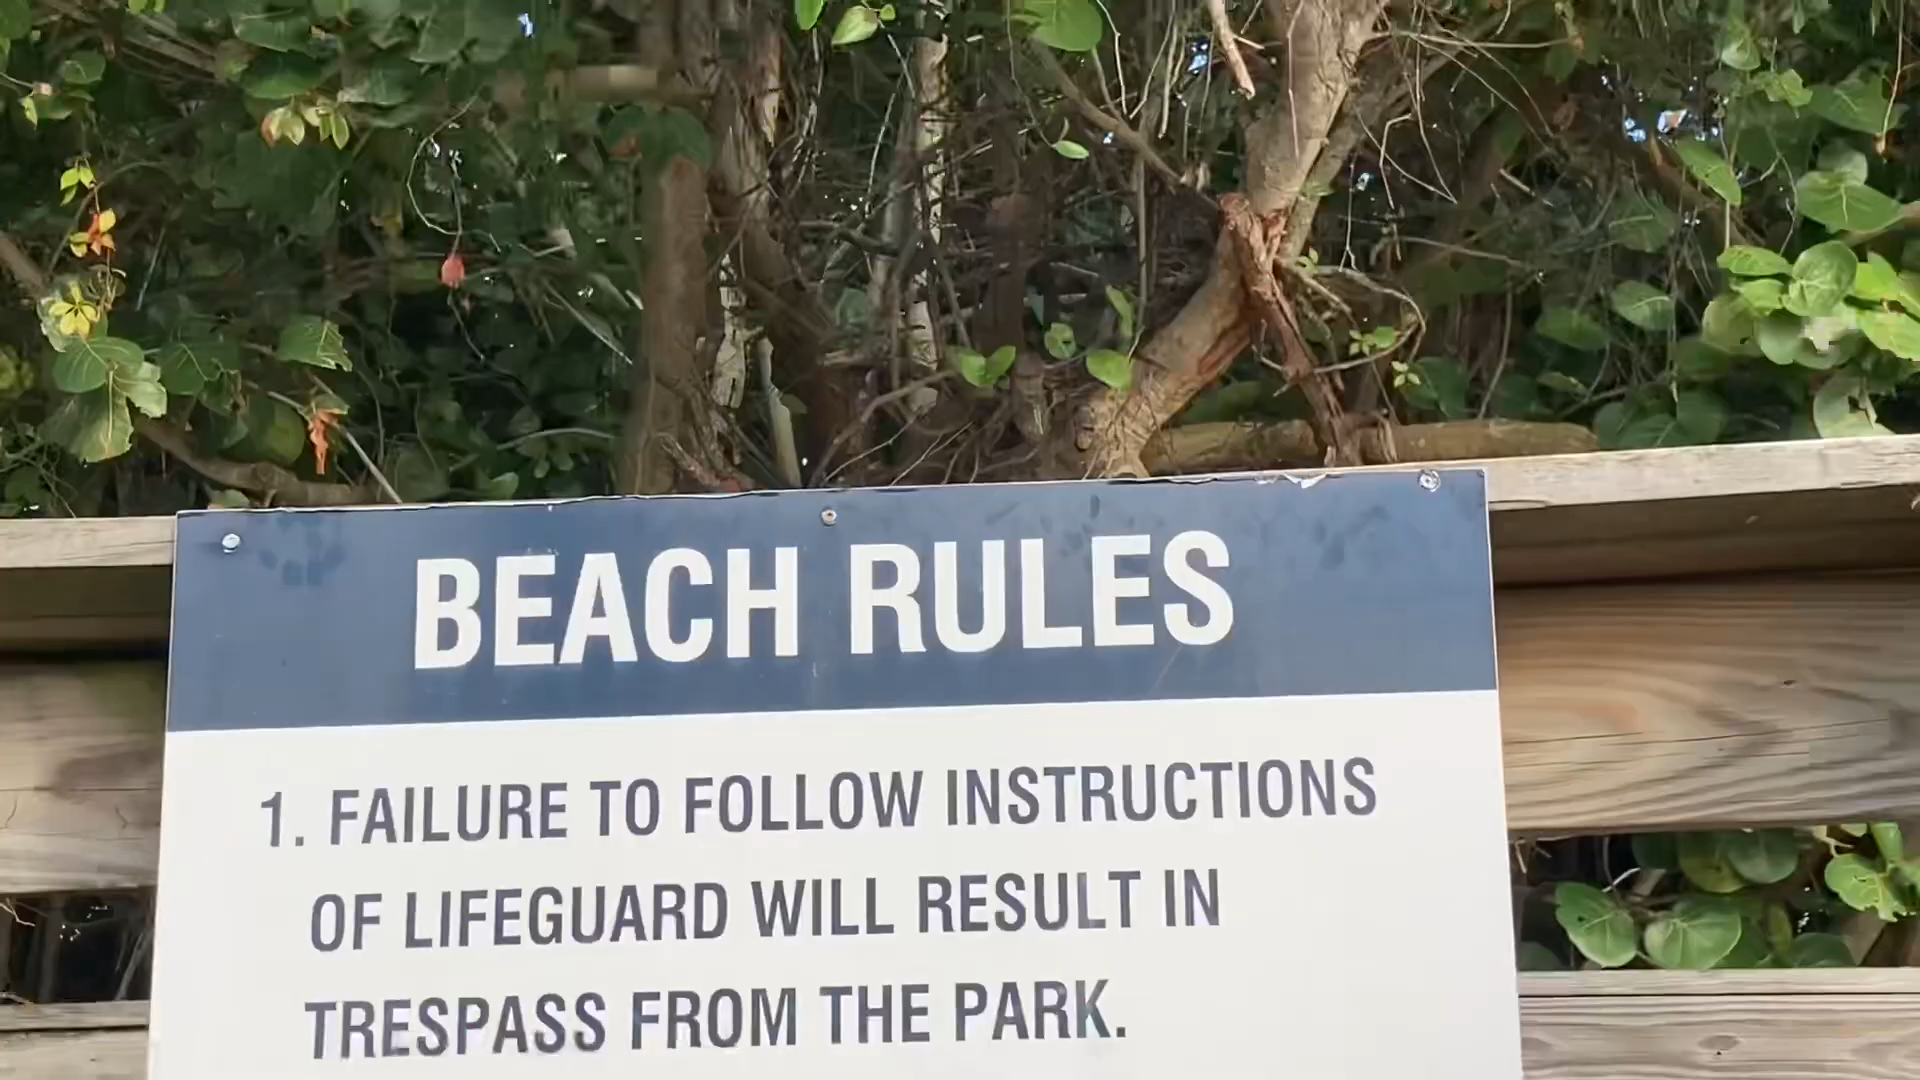 BEACH RULES
1. FAILURE TO FOLLOW INSTRUCTIONS
OF LIFEGUARD WILL RESULT IN
TRESPASS FROM THE PARK.